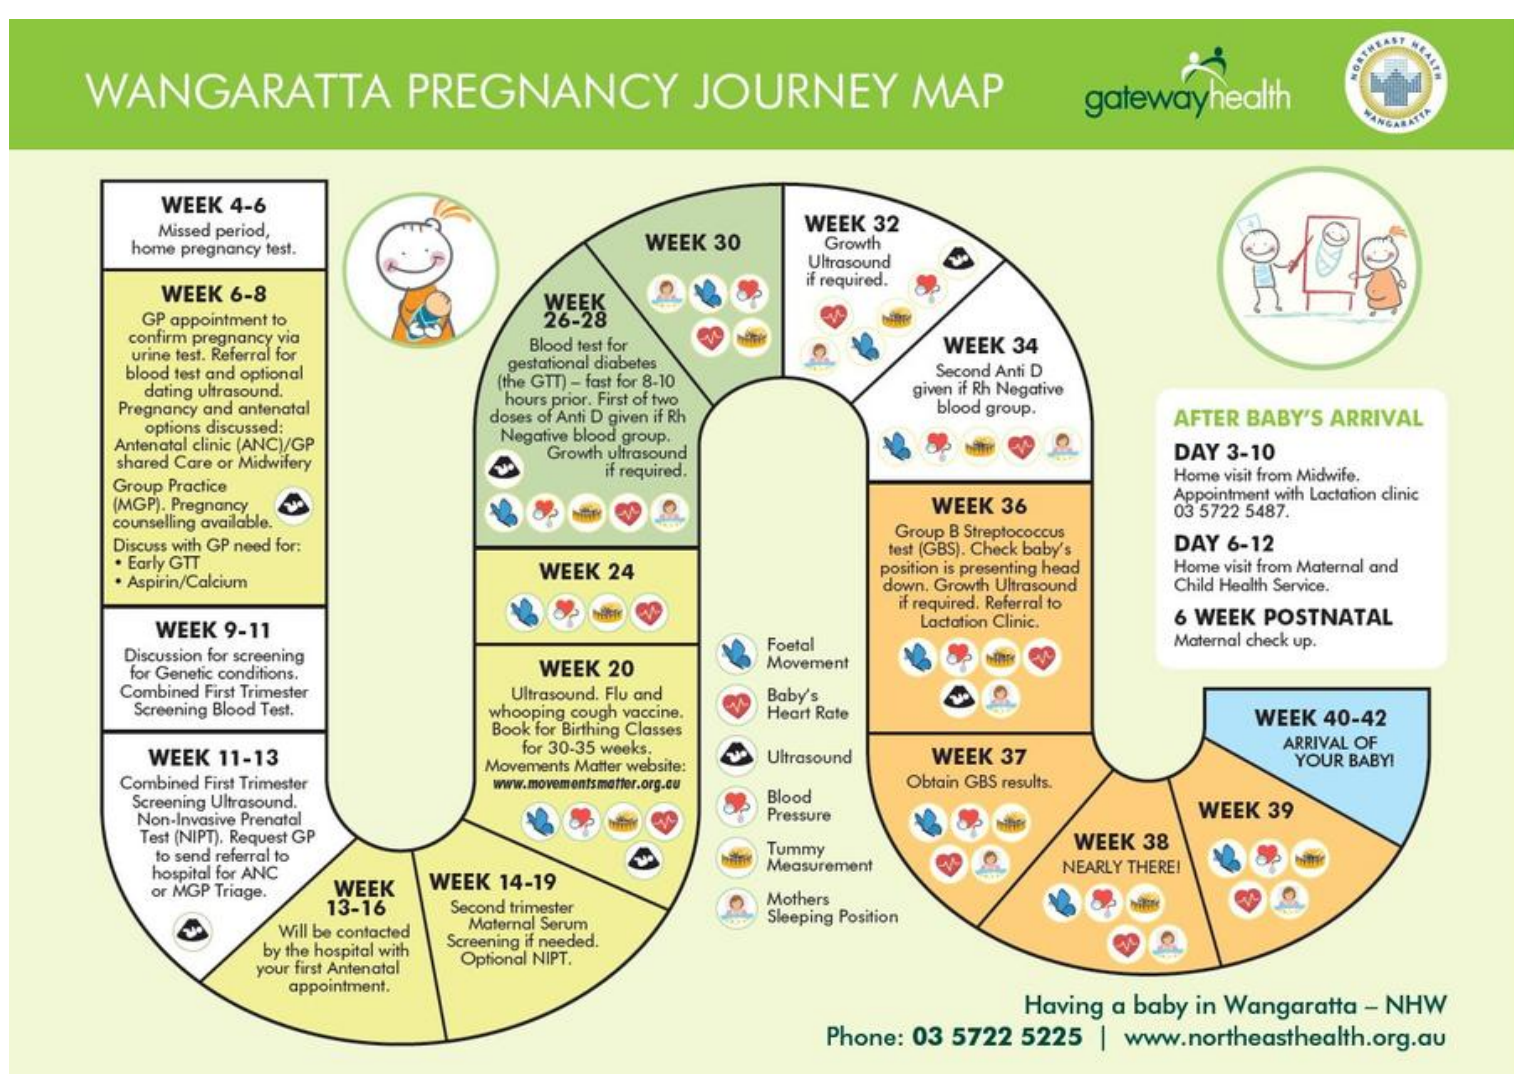 WANGARATTA PREGNANCY JOURNEY MAP
gatewayhealth
NORTHEAST HEALTH
WANGARATTA
WEEK 4-6
Missed period,
home pregnancy test.
WEEK 6-8
GP appointment to
confirm pregnancy via
urine test. Referral for
blood test and optional
dating ultrasound.
Pregnancy and antenatal
options discussed:
Antenatal clinic (ANC)/GP
shared Care or Midwifery
Group Practice
(MGP). Pregnancy
counselling available.
Discuss with GP need for:
• Early GTT
• Aspirin/Calcium
WEEK 9-11
Discussion for screening
for Genetic conditions.
Combined First Trimester
Screening Blood Test.
WEEK 11-13
Combined First Trimester
Screening Ultrasound.
Non-Invasive Prenatal
Test (NIPT). Request GP
to send referral to
hospital for ANC
or MGP Triage.
WEEK
13-16
Will be contacted
by the hospital with
your first Antenatal
appointment.
WEEK 14-19
Second trimester
Maternal Serum
Screening if needed.
Optional NIPT.
WEEK 20
Ultrasound. Flu and
whooping cough vaccine.
Book for Birthing Classes
for 30-35 weeks.
Movements Matter website:
www.movementsmatter.org.au
WEEK 24
WEEK
26-28
Blood test for
gestational diabetes
(the GTT) – fast for 8-10
hours prior. First of two
doses of Anti D given if Rh
Negative blood group.
Growth ultrasound
if required.
WEEK 30
WEEK 32
Growth
Ultrasound
if required.
WEEK 34
Second Anti D
given if Rh Negative
blood group.
WEEK 36
Group B Streptococcus
test (GBS). Check baby's
position is presenting head
down. Growth Ultrasound
if required. Referral to
Lactation Clinic.
WEEK 37
Obtain GBS results.
WEEK 38
NEARLY THERE!
WEEK 39
WEEK 40-42
ARRIVAL OF
YOUR BABY!
Foetal
Movement
Baby's
Heart Rate
Ultrasound
Blood
Pressure
Tummy
Measurement
Mothers
Sleeping Position
AFTER BABY'S ARRIVAL
DAY 3-10
Home visit from Midwife.
Appointment with Lactation clinic
03 5722 5487.
DAY 6-12
Home visit from Maternal and
Child Health Service.
6 WEEK POSTNATAL
Maternal check up.
Having a baby in Wangaratta – NHW
Phone: 03 5722 5225 | www.northeasthealth.org.au